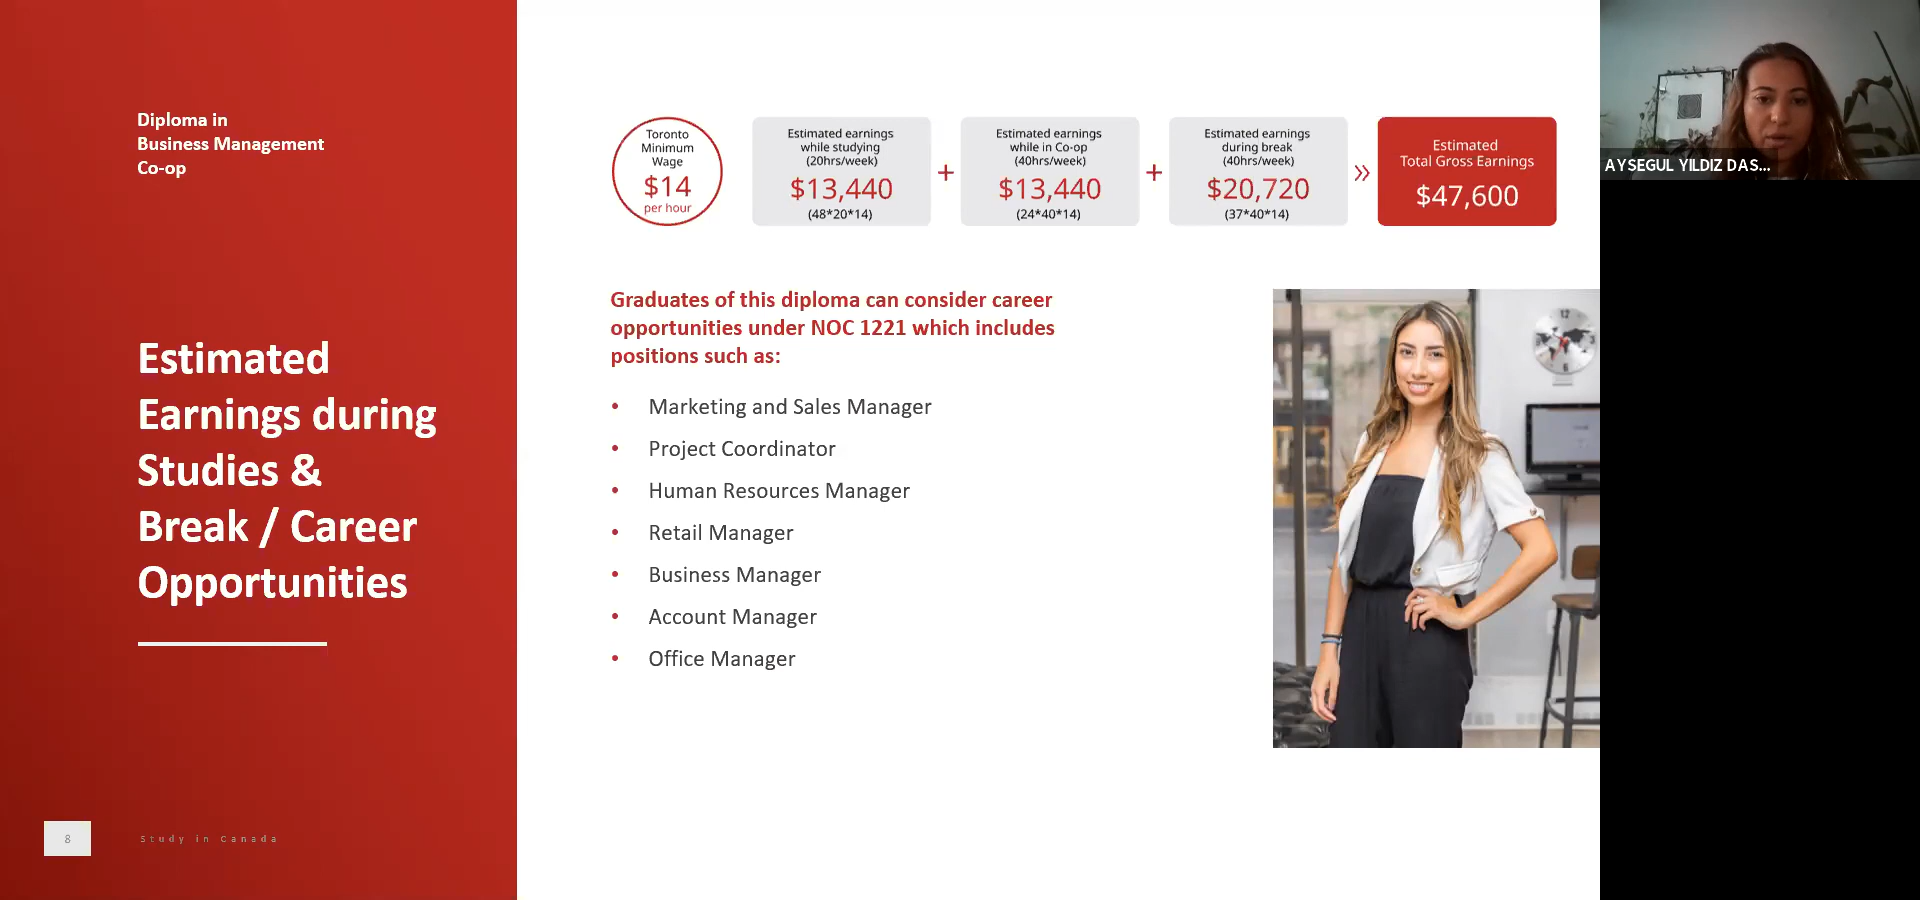 Diploma in
Business Management
Co-op
Estimated
Earnings during
Studies &
Break / Career
Opportunities
8
Study in Canada
Toronto
Minimum
Wage
$14
per hour
Estimated earnings
while studying
(20hrs/week)
$13,440
(48*20*14)
+
Estimated earnings
while in Co-op
(40hrs/week)
$13,440
(24*40*14)
+
Estimated earnings
during break
(40hrs/week)
$20,720
(37*40*14)
»
Estimated
Total Gross Earnings
$47,600
Graduates of this diploma can consider career
opportunities under NOC 1221 which includes
positions such as:
• Marketing and Sales Manager
• Project Coordinator
• Human Resources Manager
• Retail Manager
• Business Manager
• Account Manager
• Office Manager
12
6
AYSEGUL YILDIZ DAS...